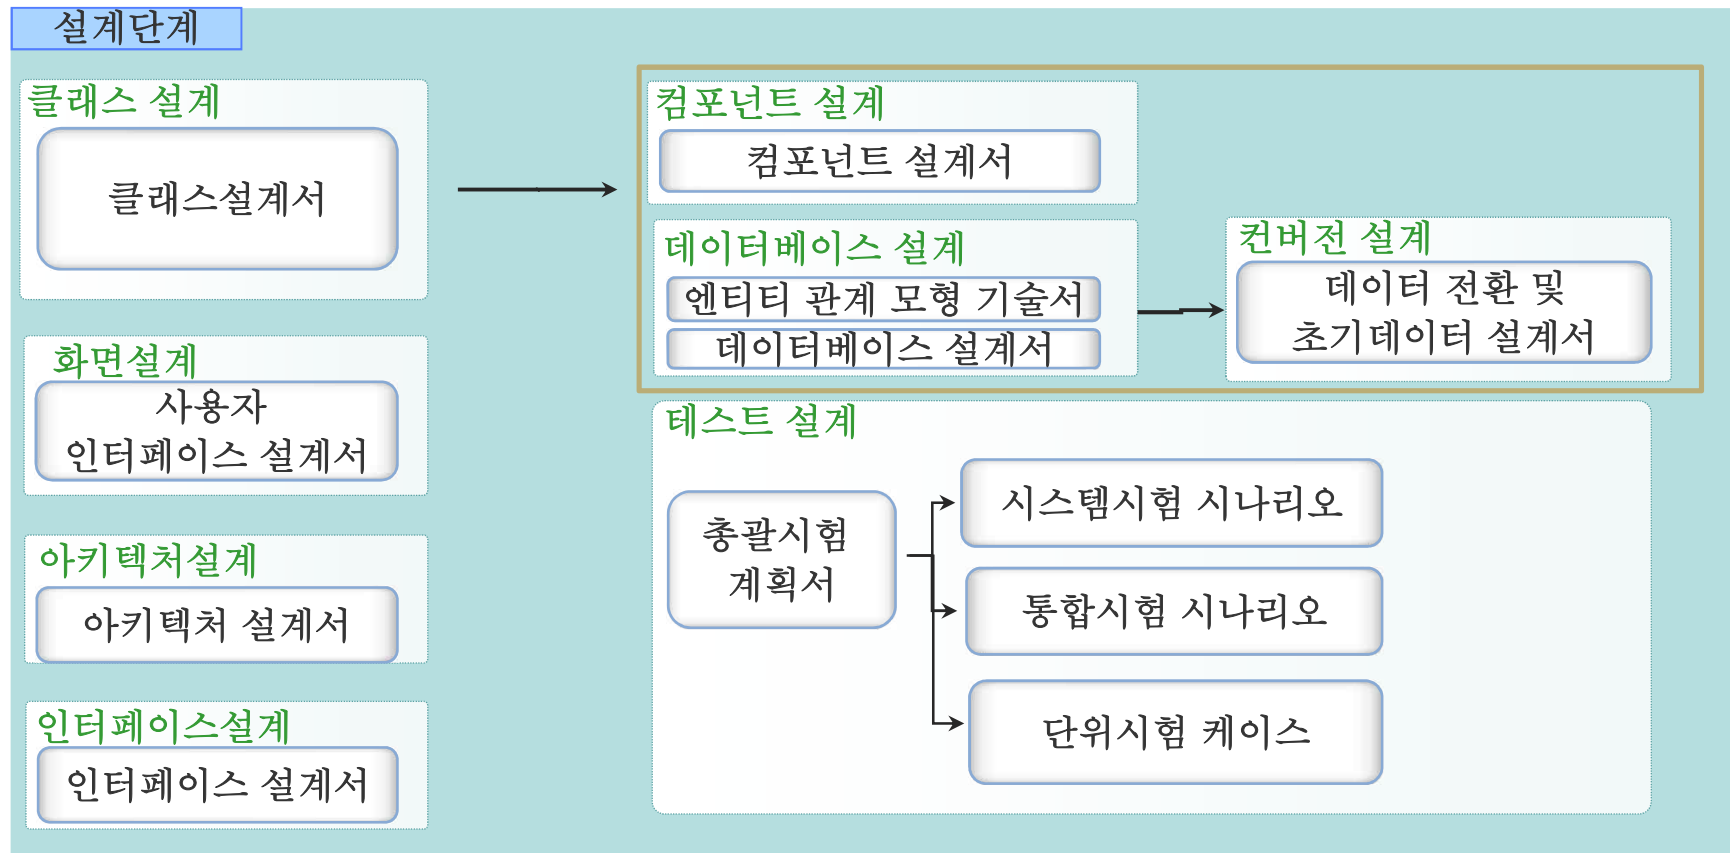 설계단계
클래스 설계
클래스설계서
화면설계
사용자
인터페이스 설계서
아키텍처설계
아키텍처 설계서
인터페이스설계
인터페이스 설계서
컴포넌트 설계
컴포넌트 설계서
데이터베이스 설계
엔티티 관계 모형 기술서
데이터베이스 설계서
컨버전 설계
데이터 전환 및
초기데이터 설계서
테스트 설계
총괄시험
계획서
시스템시험 시나리오
통합시험 시나리오
단위시험 케이스